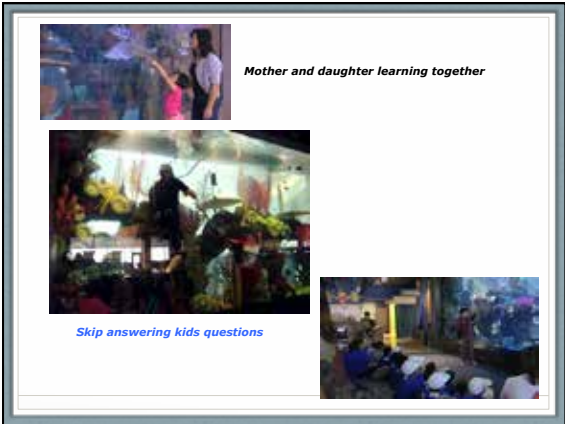 Mother and daughter learning together
Skip answering kids questions